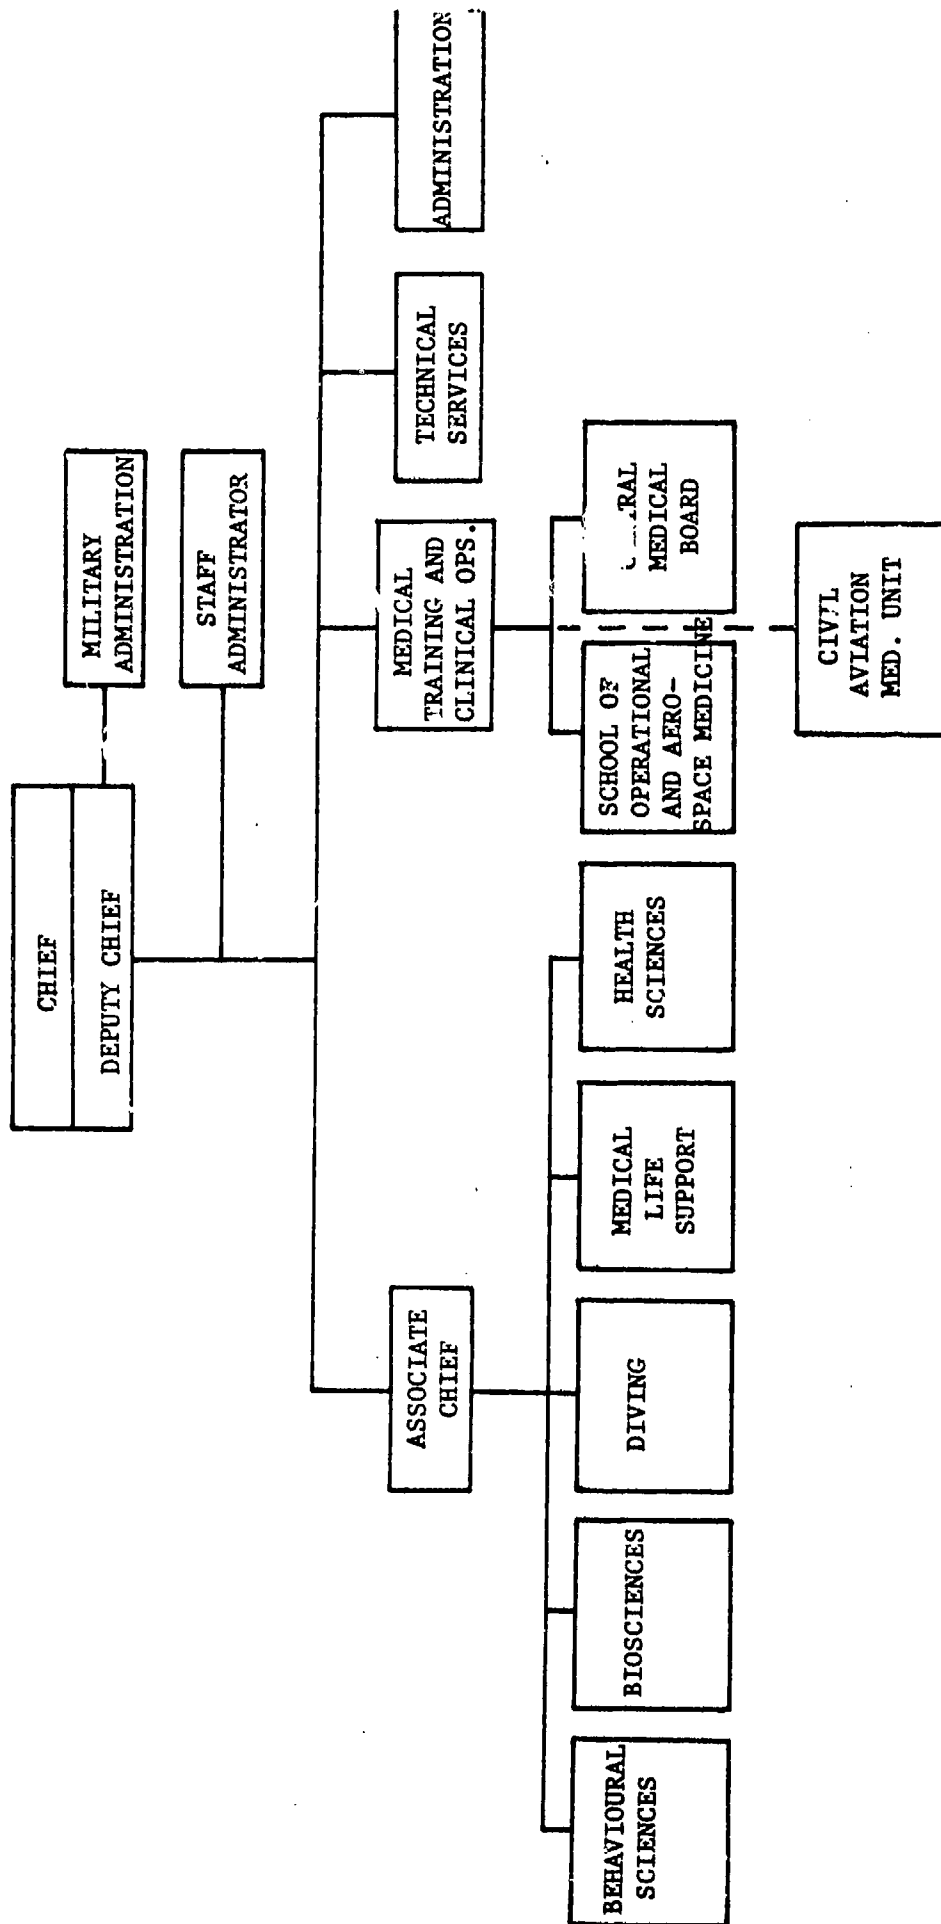 CHIEF
DEPUTY CHIEF
MILITARY
ADMINISTRATION
STAFF
ADMINISTRATOR
ASSOCIATE
CHIEF
MEDICAL
TRAINING AND
CLINICAL OPS.
TECHNICAL
SERVICES
ADMINISTRATION
BEHAVIOURAL
SCIENCES
BIOSCIENCES
DIVING
MEDICAL
LIFE
SUPPORT
HEALTH
SCIENCES
SCHOOL OF
OPERATIONAL
AND AERO-
SPACE MEDICINE
MEDICAL
BOARD
CIVIL
AVIATION
MED. UNIT